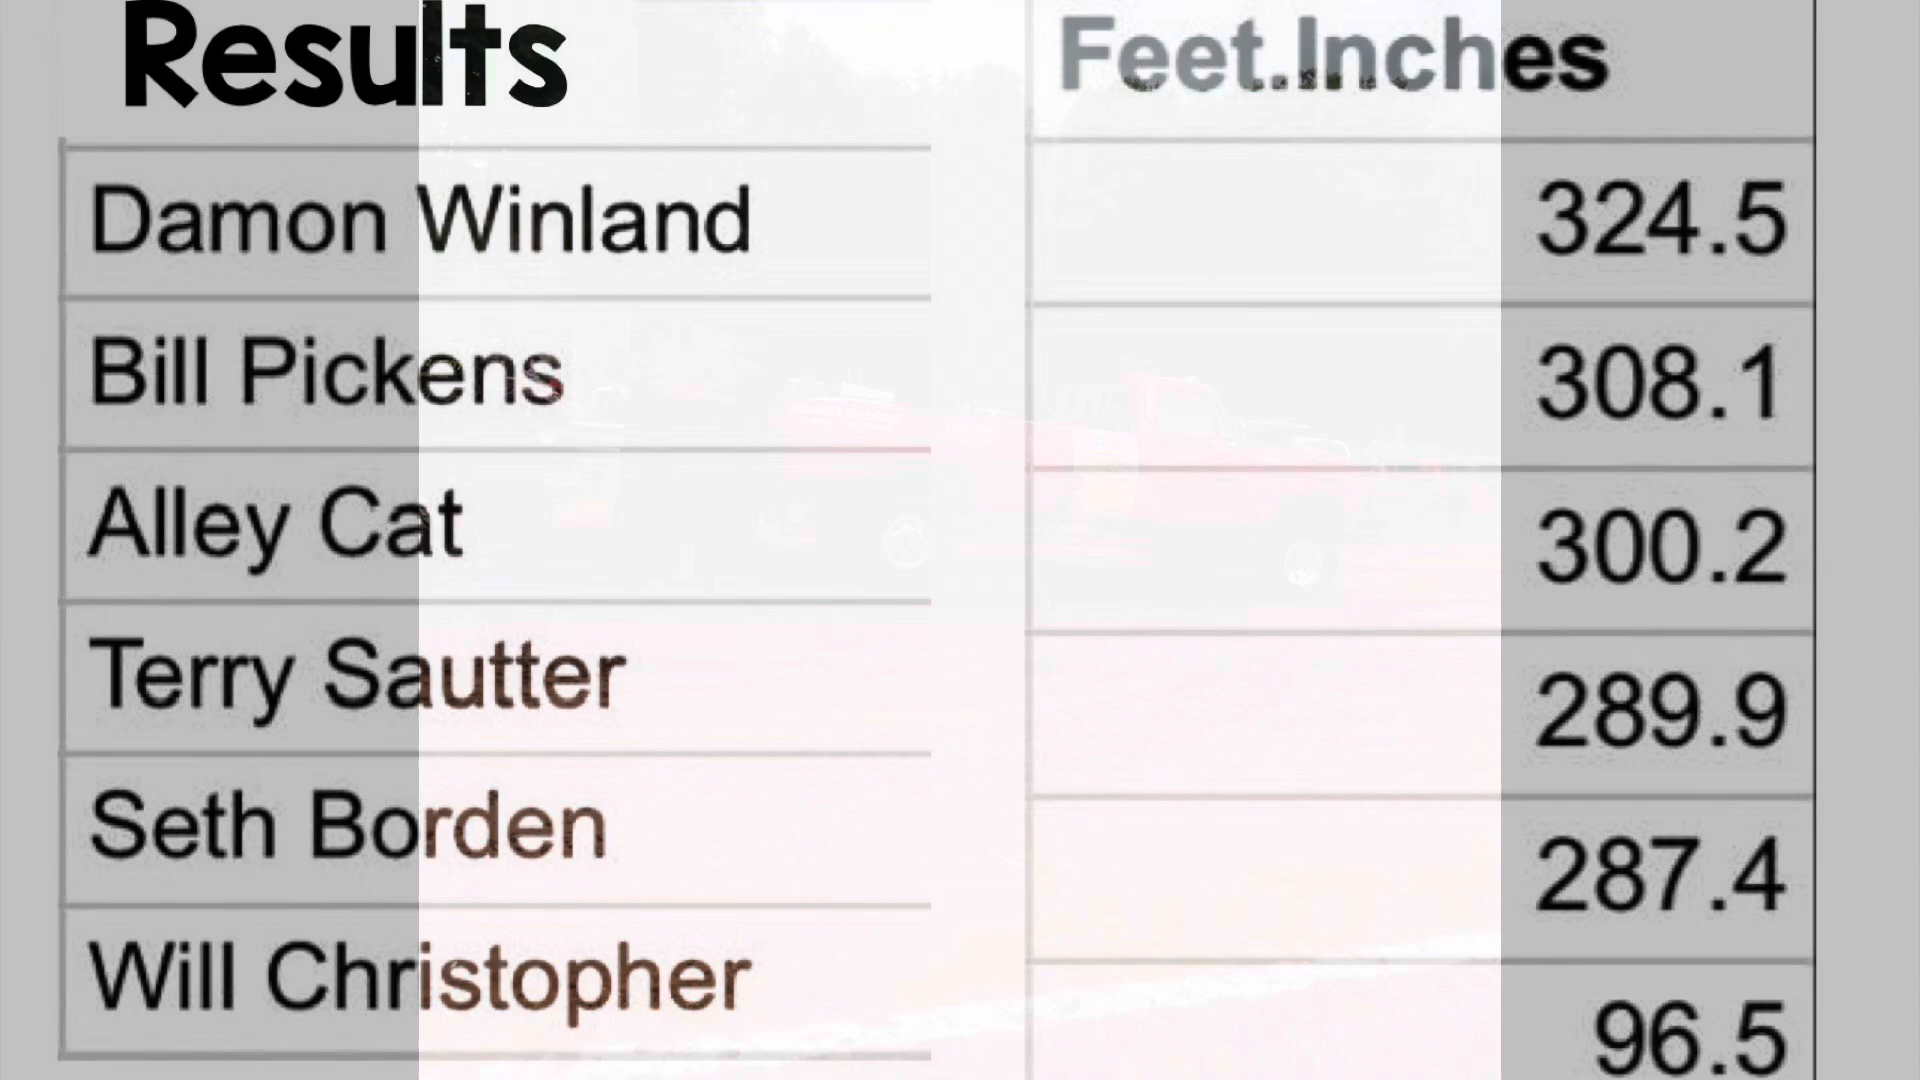 Results Feet.Inches
Damon Winland 324.5
Bill Pickens 308.1
Alley Cat 300.2
Terry Sautter 289.9
Seth Borden 287.4
Will Christopher 96.5